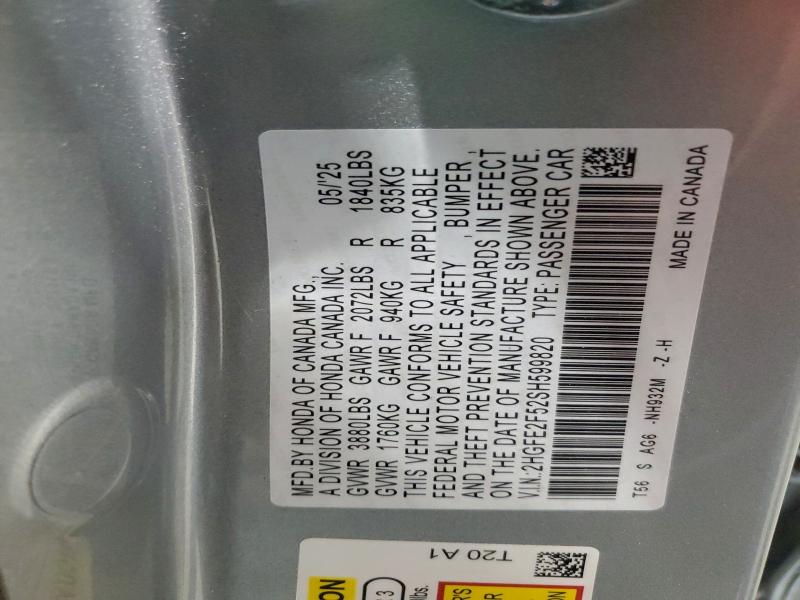 MFD.BY HONDA OF CANADA MFG., 05/'25
A DIVISION OF HONDA CANADA INC.
GVWR 3880LBS GAWR F 2072LBS R 1840LBS
GVWR 1760KG GAWR F 940KG R 835KG
THIS VEHICLE CONFORMS TO ALL APPLICABLE
FEDERAL MOTOR VEHICLE SAFETY , BUMPER ,
AND THEFT PREVENTION STANDARDS IN EFFECT
ON THE DATE OF MANUFACTURE SHOWN ABOVE.
V.I.N.:2HGFE2F52SH599820 TYPE: PASSENGER CAR
T56 S AG6 -NH932M -Z -H
MADE IN CANADA
T20 A1